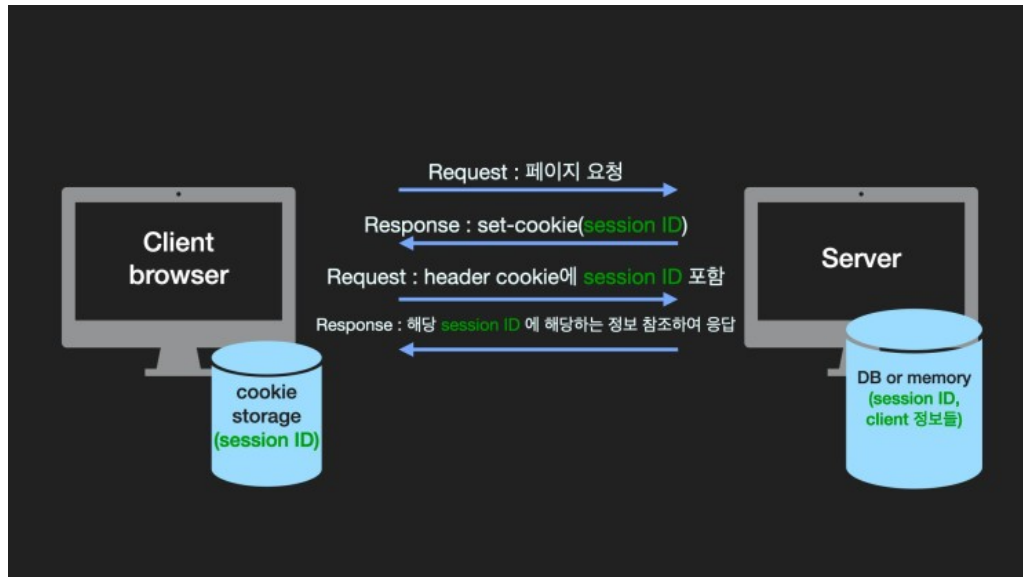 Request : 페이지 요청
Response : set-cookie(session ID)
Client
browser
Server
Request : header cookie에 session ID 포함
Response : 해당 session ID 에 해당하는 정보 참조하여 응답
cookie
storage
(session ID)
DB or memory
(session ID,
client 정보들)